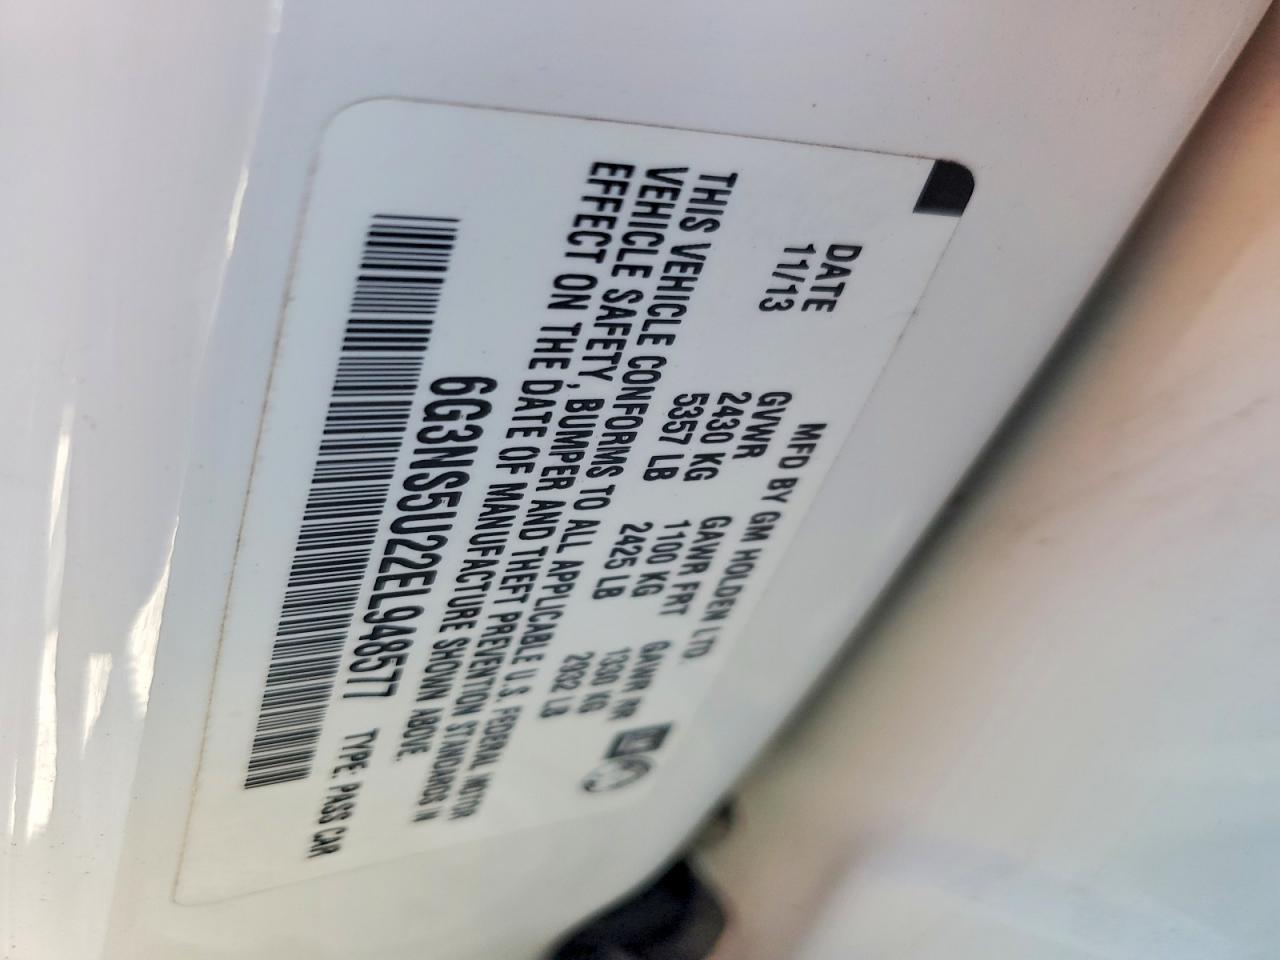 MFD BY GM HOLDEN LTD.
DATE GVWR GAWR FRT GAWR RR
11/13 2430 KG 1100 KG 1330 KG
5357 LB 2425 LB 2932 LB
THIS VEHICLE CONFORMS TO ALL APPLICABLE U.S. FEDERAL MOTOR
VEHICLE SAFETY, BUMPER AND THEFT PREVENTION STANDARDS IN
EFFECT ON THE DATE OF MANUFACTURE SHOWN ABOVE.
6G3NS5U22EL948577 TYPE: PASS CAR